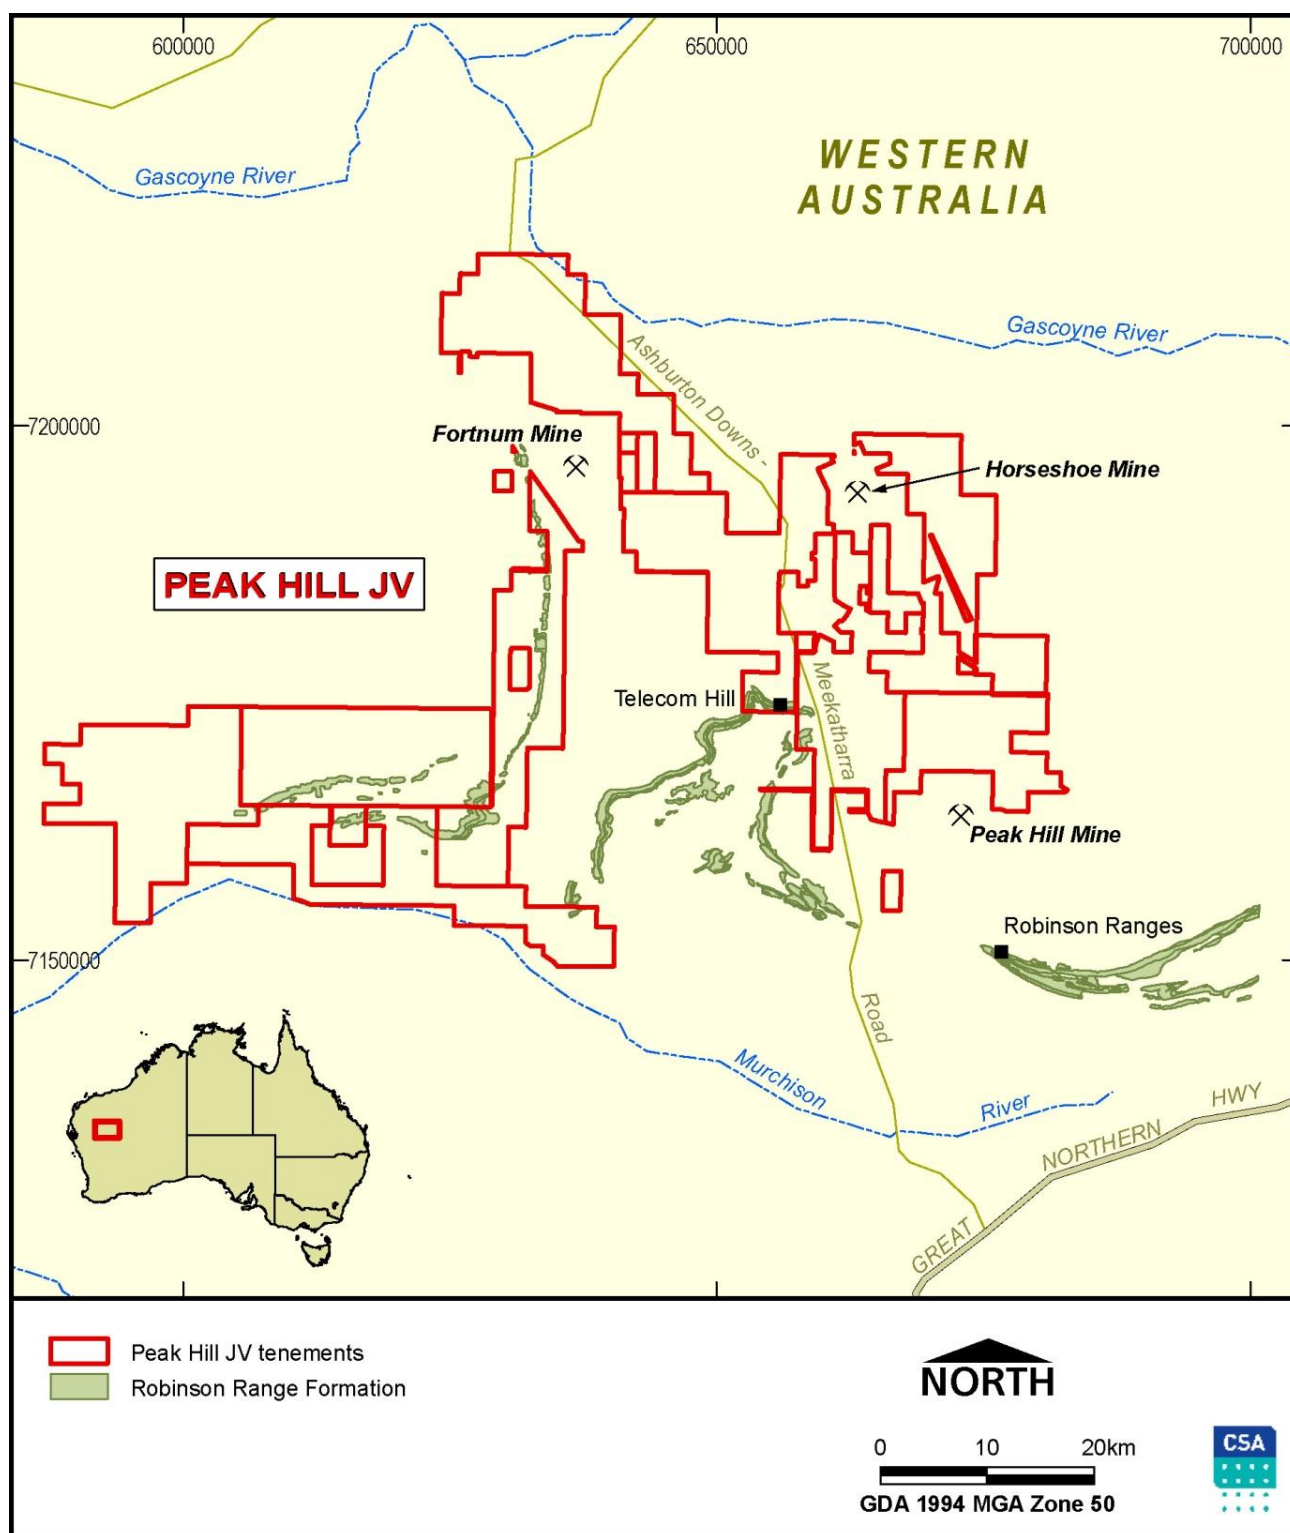 600000
650000
700000
WESTERN
AUSTRALIA
Gascoyne River
Gascoyne River
Ashburton Downs -
7200000
Fortnum Mine
Horseshoe Mine
PEAK HILL JV
Telecom Hill
Meekatharra
Peak Hill Mine
Robinson Ranges
7150000
Road
Murchison
River
GREAT
NORTHERN
HWY
Peak Hill JV tenements
Robinson Range Formation
NORTH
0 10 20km
GDA 1994 MGA Zone 50
CSA